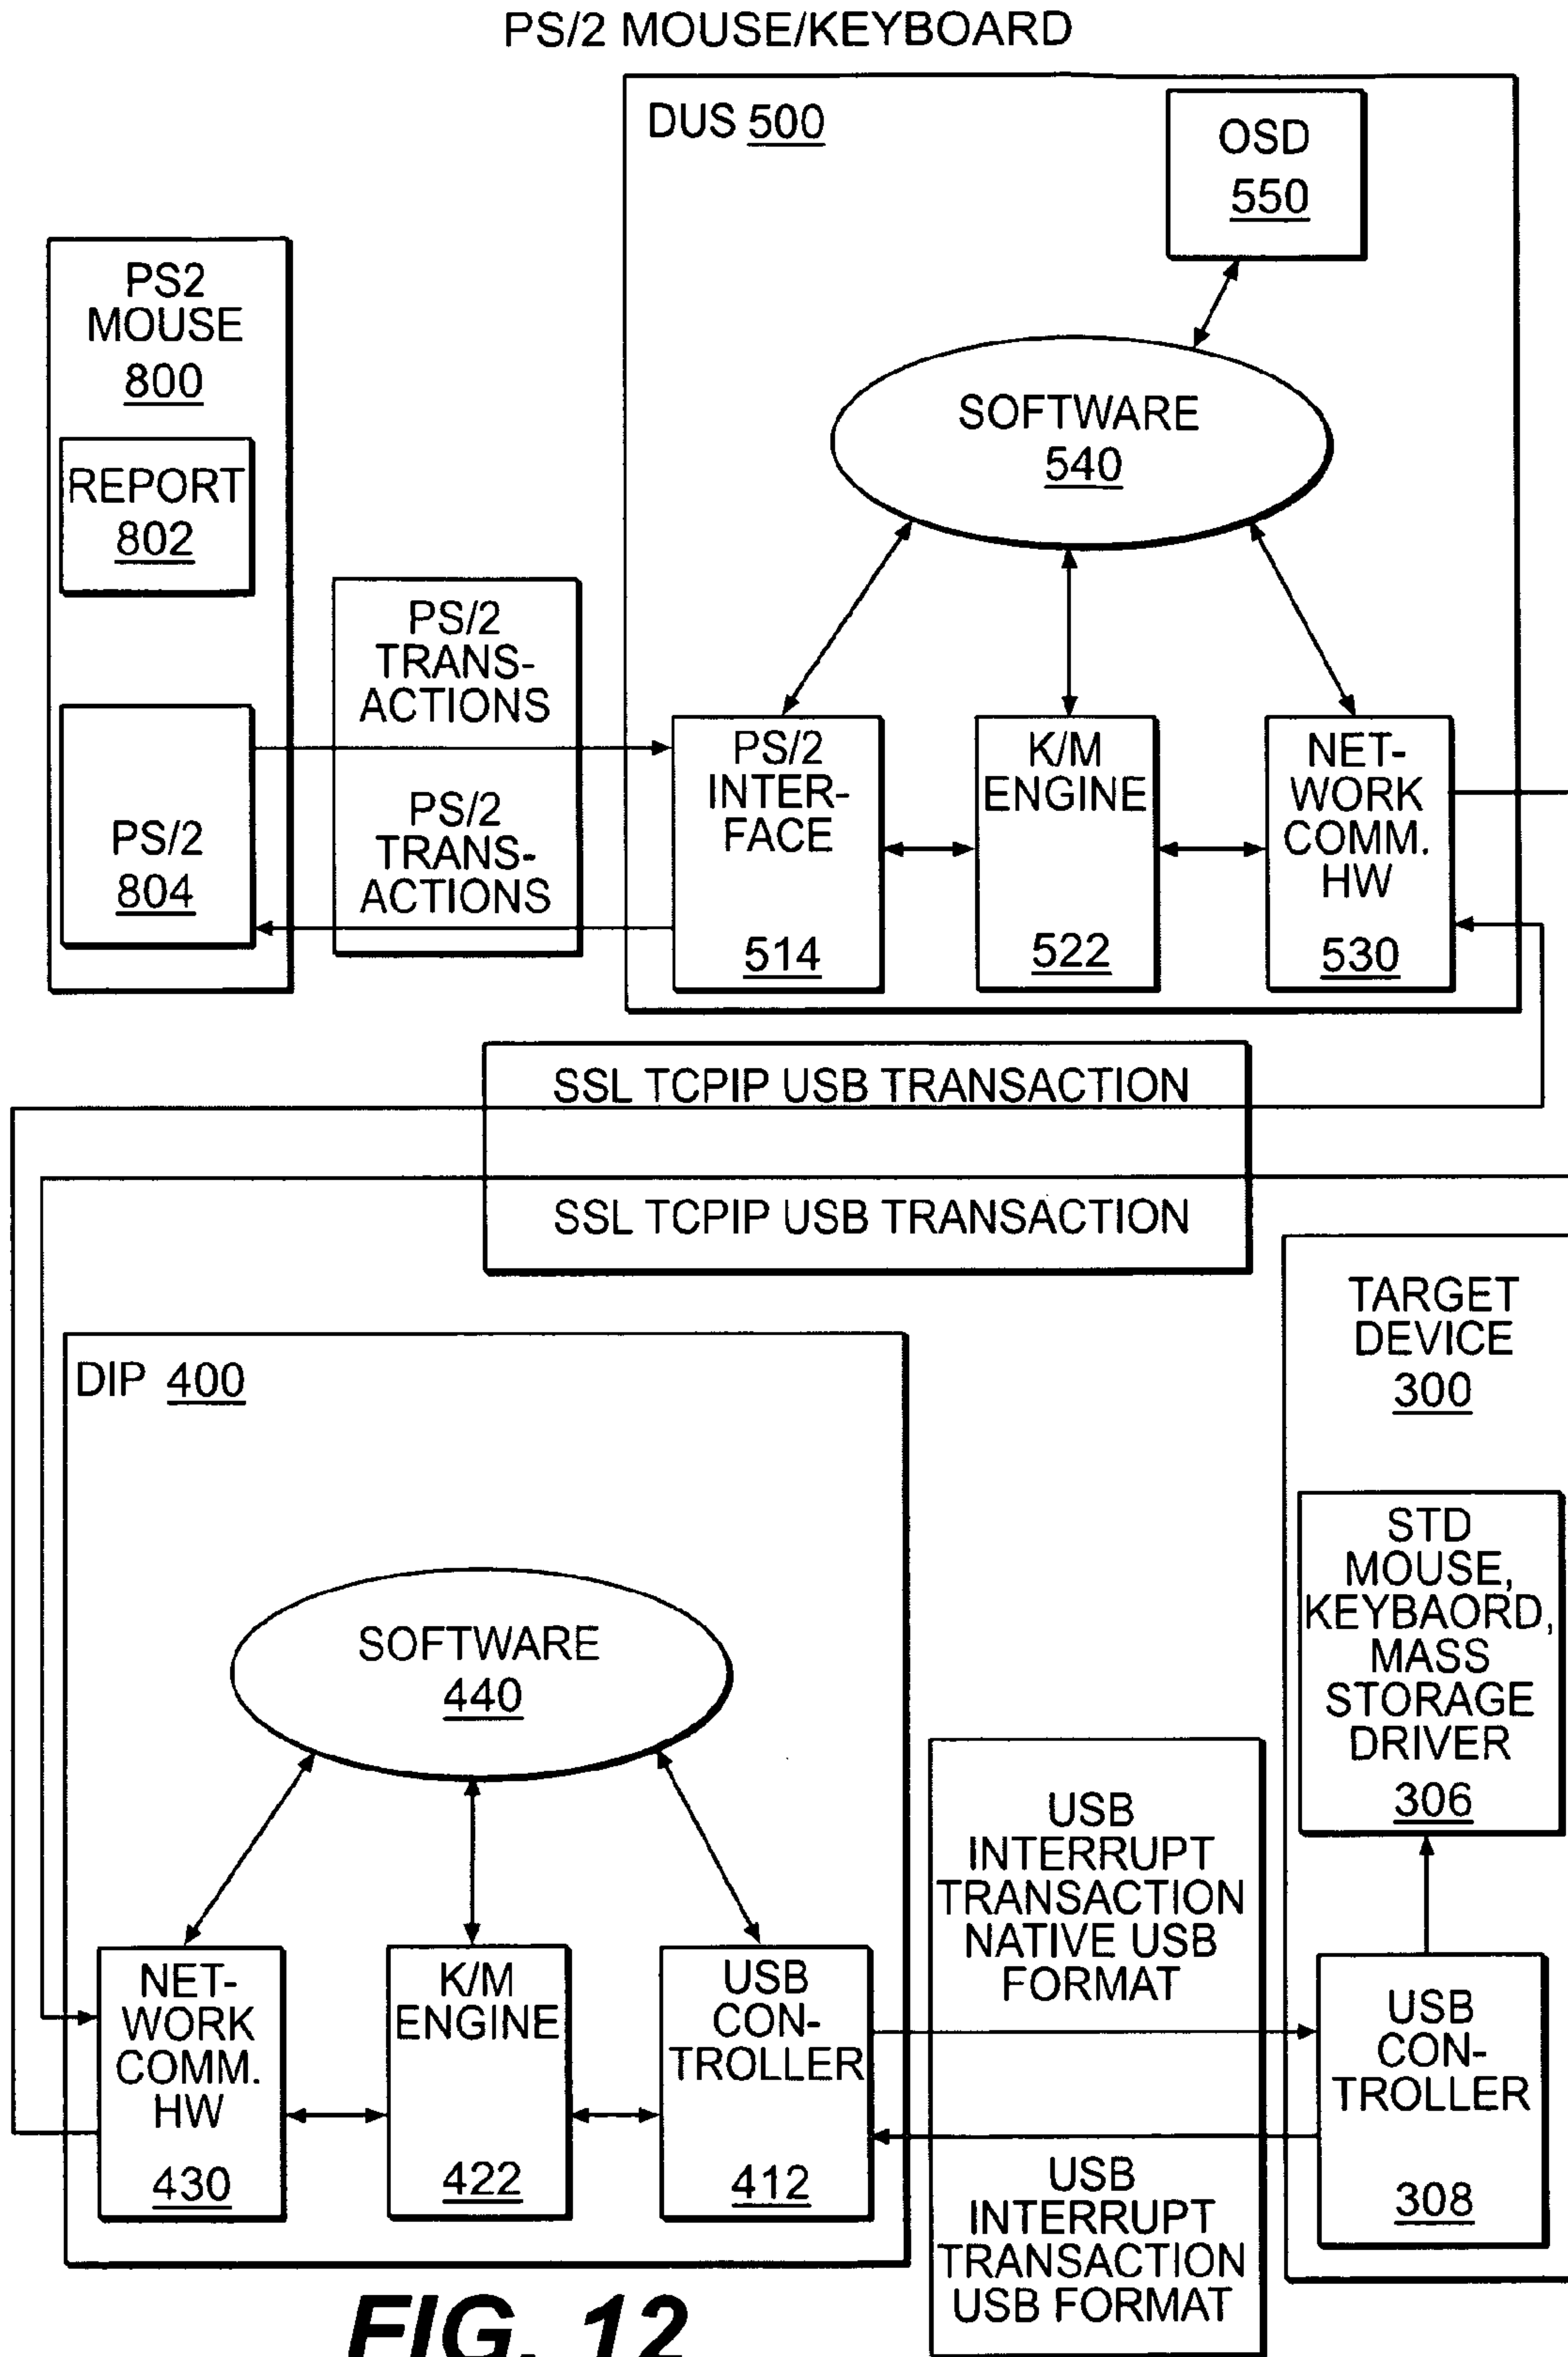 PS/2 MOUSE/KEYBOARD
DUS 500
OSD
550
SOFTWARE
540
PS2
MOUSE
800
REPORT
802
PS/2
804
PS/2
TRANS-
ACTIONS
PS/2
TRANS-
ACTIONS
PS/2
INTER-
FACE
514
K/M
ENGINE
522
NET-
WORK
COMM.
HW
530
SSL TCPIP USB TRANSACTION
SSL TCPIP USB TRANSACTION
DIP 400
SOFTWARE
440
NET-
WORK
COMM.
HW
430
K/M
ENGINE
422
USB
CON-
TROLLER
412
USB
INTERRUPT
TRANSACTION
NATIVE USB
FORMAT
USB
INTERRUPT
TRANSACTION
USB FORMAT
TARGET
DEVICE
300
STD
MOUSE,
KEYBAORD,
MASS
STORAGE
DRIVER
306
USB
CON-
TROLLER
308
FIG. 12